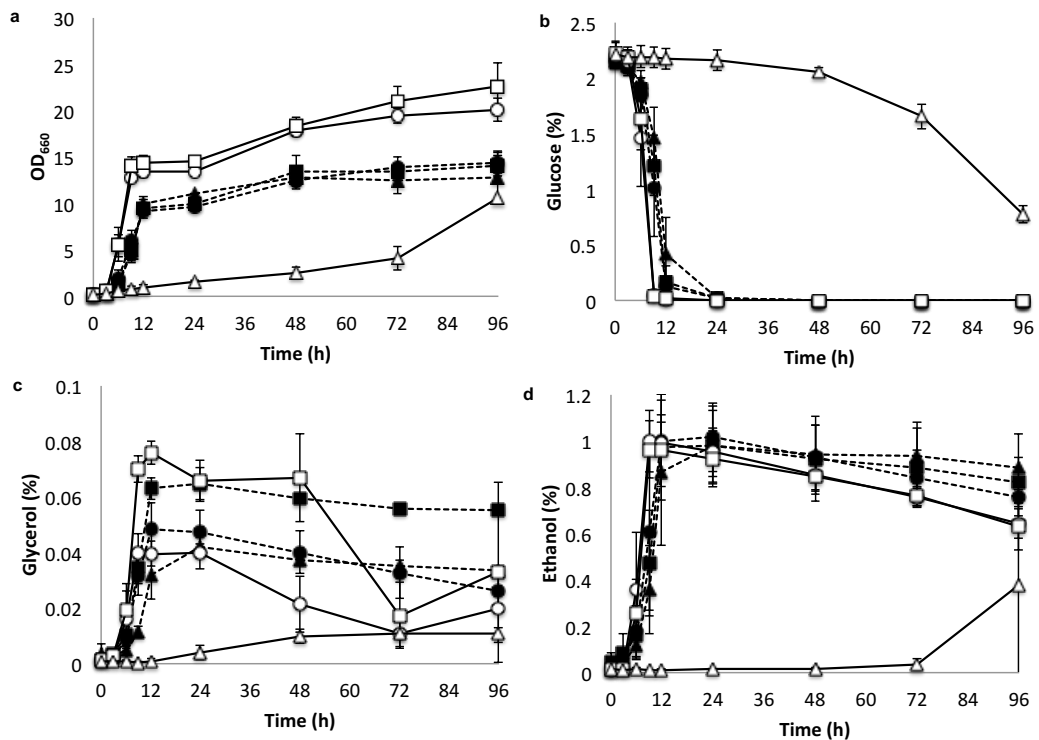 a
30
25
20
15
10
5
0
OD660
0 12 24 36 48 60 72 84 96
Time (h)
b
2.5
2
1.5
1
0.5
0
Glucose (%)
0 12 24 36 48 60 72 84 96
Time (h)
c
0.1
0.08
0.06
0.04
0.02
0
Glycerol (%)
0 12 24 36 48 60 72 84 96
Time (h)
d
1.2
1
0.8
0.6
0.4
0.2
0
Ethanol (%)
0 12 24 36 48 60 72 84 96
Time (h)